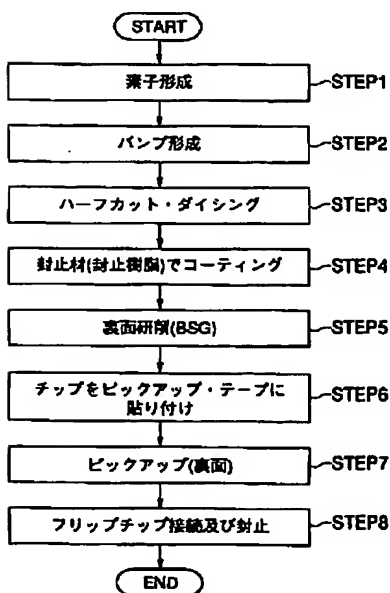 START
素子形成 STEP1
バンプ形成 STEP2
ハーフカット・ダイシング STEP3
封止材(封止樹脂)でコーティング STEP4
裏面研削(BSG) STEP5
チップをピックアップ・テープに
貼り付け STEP6
ピックアップ(裏面) STEP7
フリップチップ接続及び封止 STEP8
END